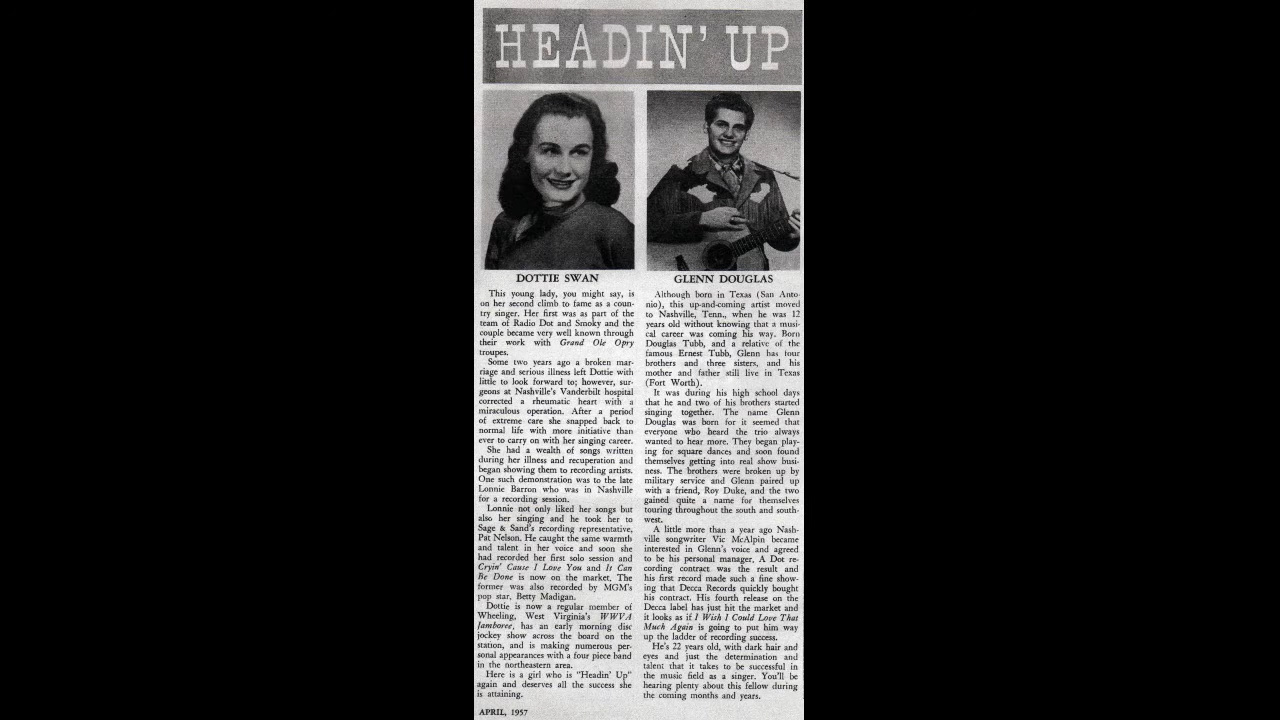 HEADIN' UP
DOTTIE SWAN
This young lady, you might say, is
on her second climb to fame as a coun-
try singer. Her first was as part of the
team of Radio Dot and Smoky and the
couple became very well known through
their work with Grand Ole Opry
troupes.
Some two years ago a broken mar-
riage and serious illness left Dottie with
little to look forward to; however, sur-
geons at Nashville's Vanderbilt hospital
corrected a rheumatic heart with a
miraculous operation. After a period
of extreme care she snapped back to
normal life with more initiative than
ever to carry on with her singing career.
She had a wealth of songs written
during her illness and recuperation and
began showing them to recording artists.
One such demonstration was to the late
Lonnie Barron who was in Nashville
for a recording session.
Lonnie not only liked her songs but
also her singing and he took her to
Sage & Sand's recording representative,
Pat Nelson. He caught the same warmth
and talent in her voice and soon she
had recorded her first solo session and
Cryin' Cause I Love You and It Can
Be Done is now on the market. The
former was also recorded by MGM's
pop star, Betty Madigan.
Dottie is now a regular member of
Wheeling, West Virginia's WWVA
Jamboree, has an early morning disc
jockey show across the board on the
station, and is making numerous per-
sonal appearances with a four piece band
in the northeastern area.
Here is a girl who is "Headin' Up"
again and deserves all the success she
is attaining.
GLENN DOUGLAS
Although born in Texas (San Anto-
nio), this up-and-coming artist moved
to Nashville, Tenn., when he was 12
years old without knowing that a musi-
cal career was coming his way. Born
Douglas Tubb, and a relative of the
famous Ernest Tubb, Glenn has four
brothers and three sisters, and his
mother and father still live in Texas
(Fort Worth).
It was during his high school days
that he and two of his brothers started
singing together. The name Glenn
Douglas was born for it seemed that
everyone who heard the trio always
wanted to hear more. They began play-
ing for square dances and soon found
themselves getting into real show busi-
ness. The brothers were broken up by
military service and Glenn paired up
with a friend, Roy Duke, and the two
gained quite a name for themselves
touring throughout the south and south-
west.
A little more than a year ago Nash-
ville songwriter Vic McAlpin became
interested in Glenn's voice and agreed
to be his personal manager. A Dot re-
cording contract was the result and
his first record made such a fine show-
ing that Decca Records quickly bought
his contract. His fourth release on the
Decca label has just hit the market and
it looks as if I Wish I Could Love That
Much Again is going to put him way
up the ladder of recording success.
He's 22 years old, with dark hair and
eyes and just the determination and
talent that it takes to be successful in
the music field as a singer. You'll be
hearing plenty about this fellow during
the coming months and years.
APRIL, 1957